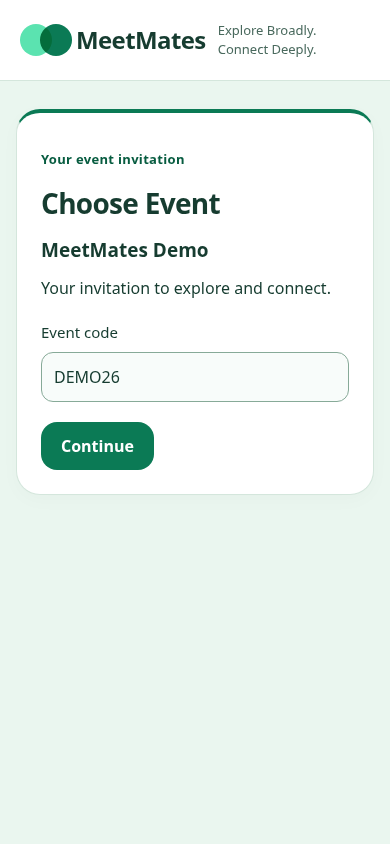 MeetMates
Explore Broadly.
Connect Deeply.
Your event invitation
Choose Event
MeetMates Demo
Your invitation to explore and connect.
Event code
DEMO26
Continue